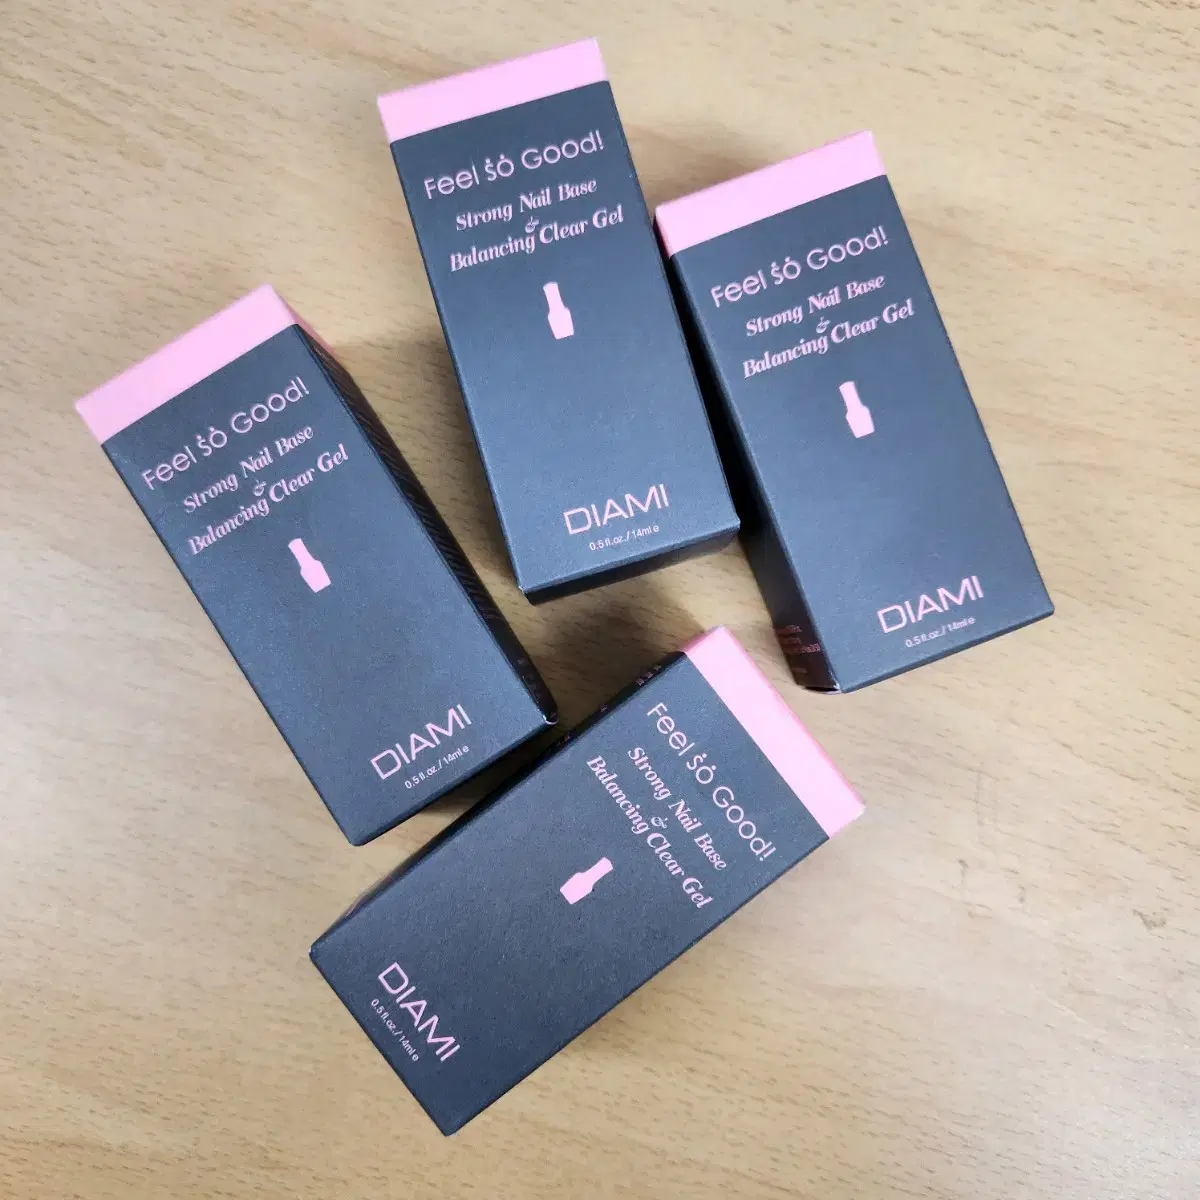 Feel so Good!
Strong Nail Base
&
Balancing Clear Gel
DIAMI
0.5 fl.oz./14ml e
Feel so Good!
Strong Nail Base
&
Balancing Clear Gel
DIAMI
0.5 fl.oz./14ml e
Feel so Good!
Strong Nail Base
&
Balancing Clear Gel
DIAMI
0.5 fl.oz./14ml e
Feel so Good!
Strong Nail Base
&
Balancing Clear Gel
DIAMI
0.5 fl.oz./14ml e